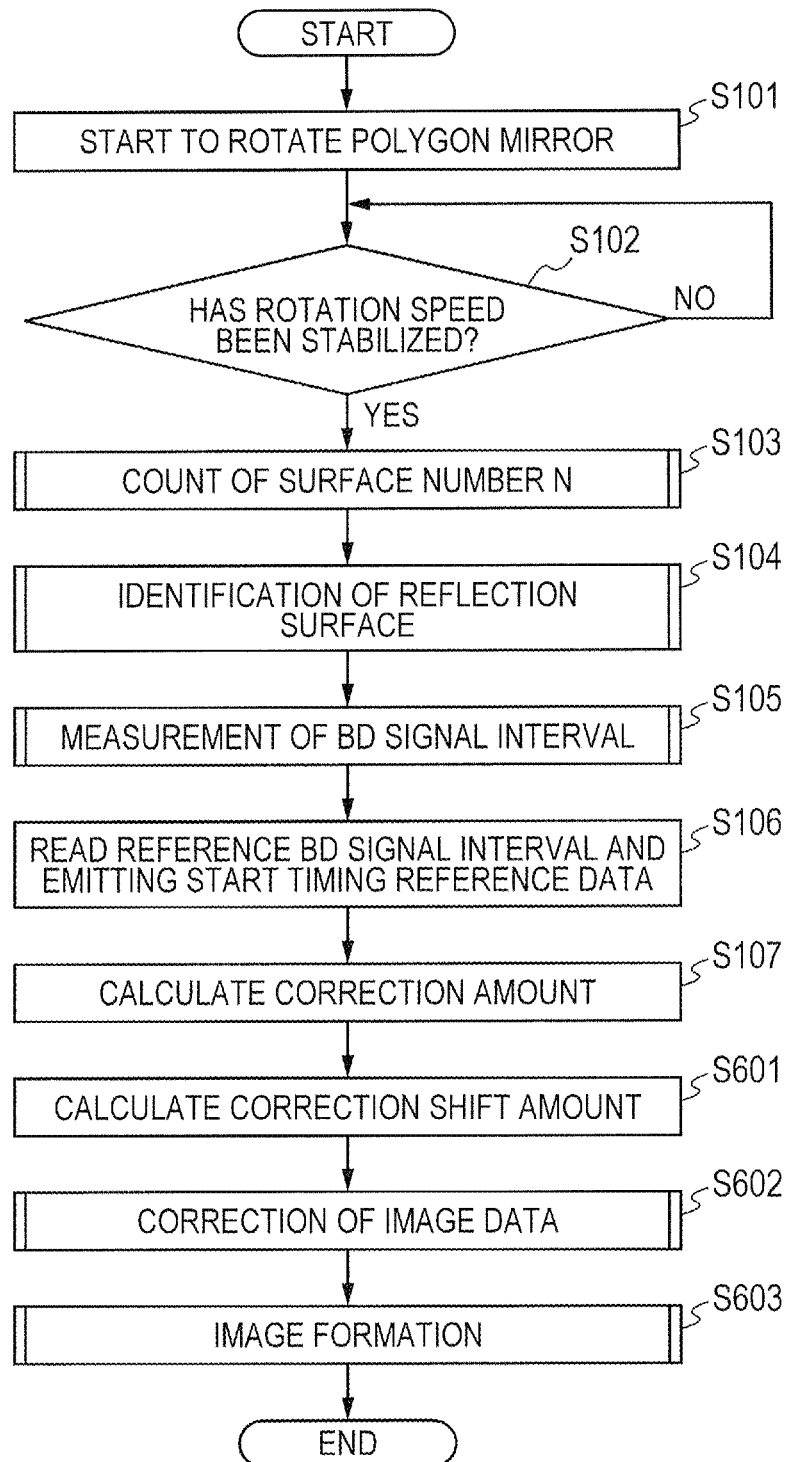 START
S101
START TO ROTATE POLYGON MIRROR
S102
HAS ROTATION SPEED
BEEN STABILIZED?
NO
YES
S103
COUNT OF SURFACE NUMBER N
S104
IDENTIFICATION OF REFLECTION
SURFACE
S105
MEASUREMENT OF BD SIGNAL INTERVAL
S106
READ REFERENCE BD SIGNAL INTERVAL AND
EMITTING START TIMING REFERENCE DATA
S107
CALCULATE CORRECTION AMOUNT
S601
CALCULATE CORRECTION SHIFT AMOUNT
S602
CORRECTION OF IMAGE DATA
S603
IMAGE FORMATION
END